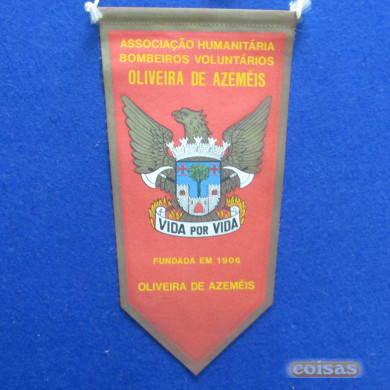 ASSOCIAÇÃO HUMANITÁRIA
BOMBEIROS VOLUNTÁRIOS
OLIVEIRA DE AZEMÉIS
VIDA POR VIDA
FUNDADA EM 1906
OLIVEIRA DE AZEMÉIS
coisas